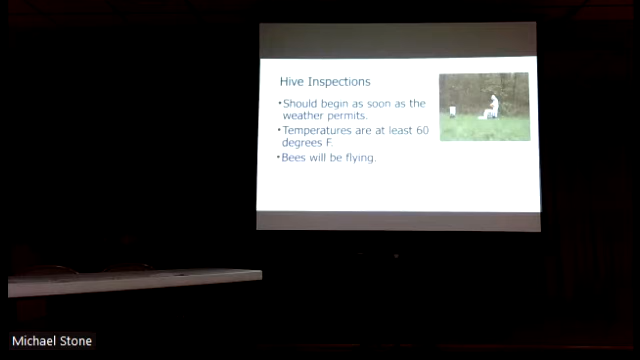 Hive Inspections
•Should begin as soon as the
weather permits.
•Temperatures are at least 60
degrees F.
•Bees will be flying.
Michael Stone